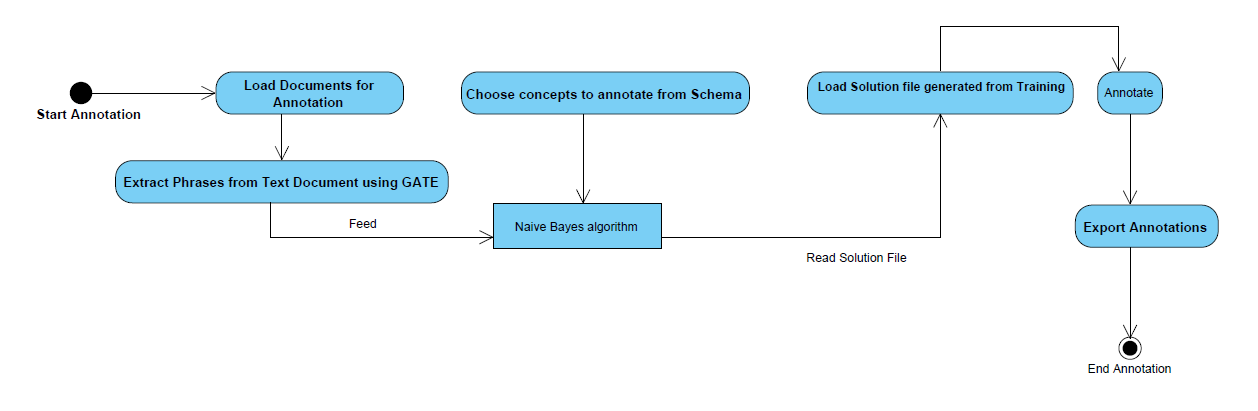 Start Annotation
Load Documents for
Annotation
Extract Phrases from Text Document using GATE
Feed
Choose concepts to annotate from Schema
Naive Bayes algorithm
Read Solution File
Load Solution file generated from Training
Annotate
Export Annotations
End Annotation